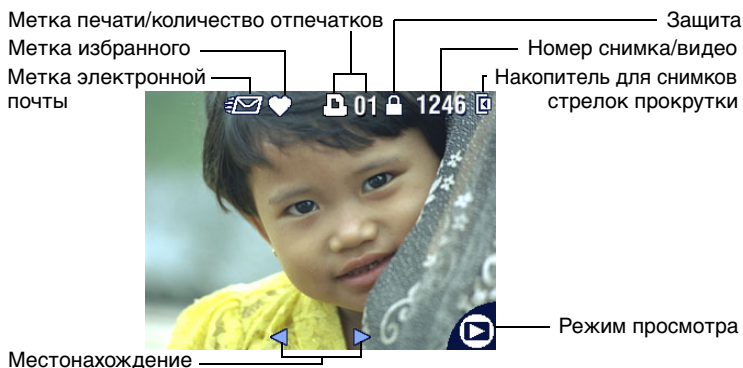 Метка печати/количество отпечатков
Защита
Метка избранного
Номер снимка/видео
Метка электронной
почты
Накопитель для снимков
стрелок прокрутки
01
1246
Режим просмотра
Местонахождение